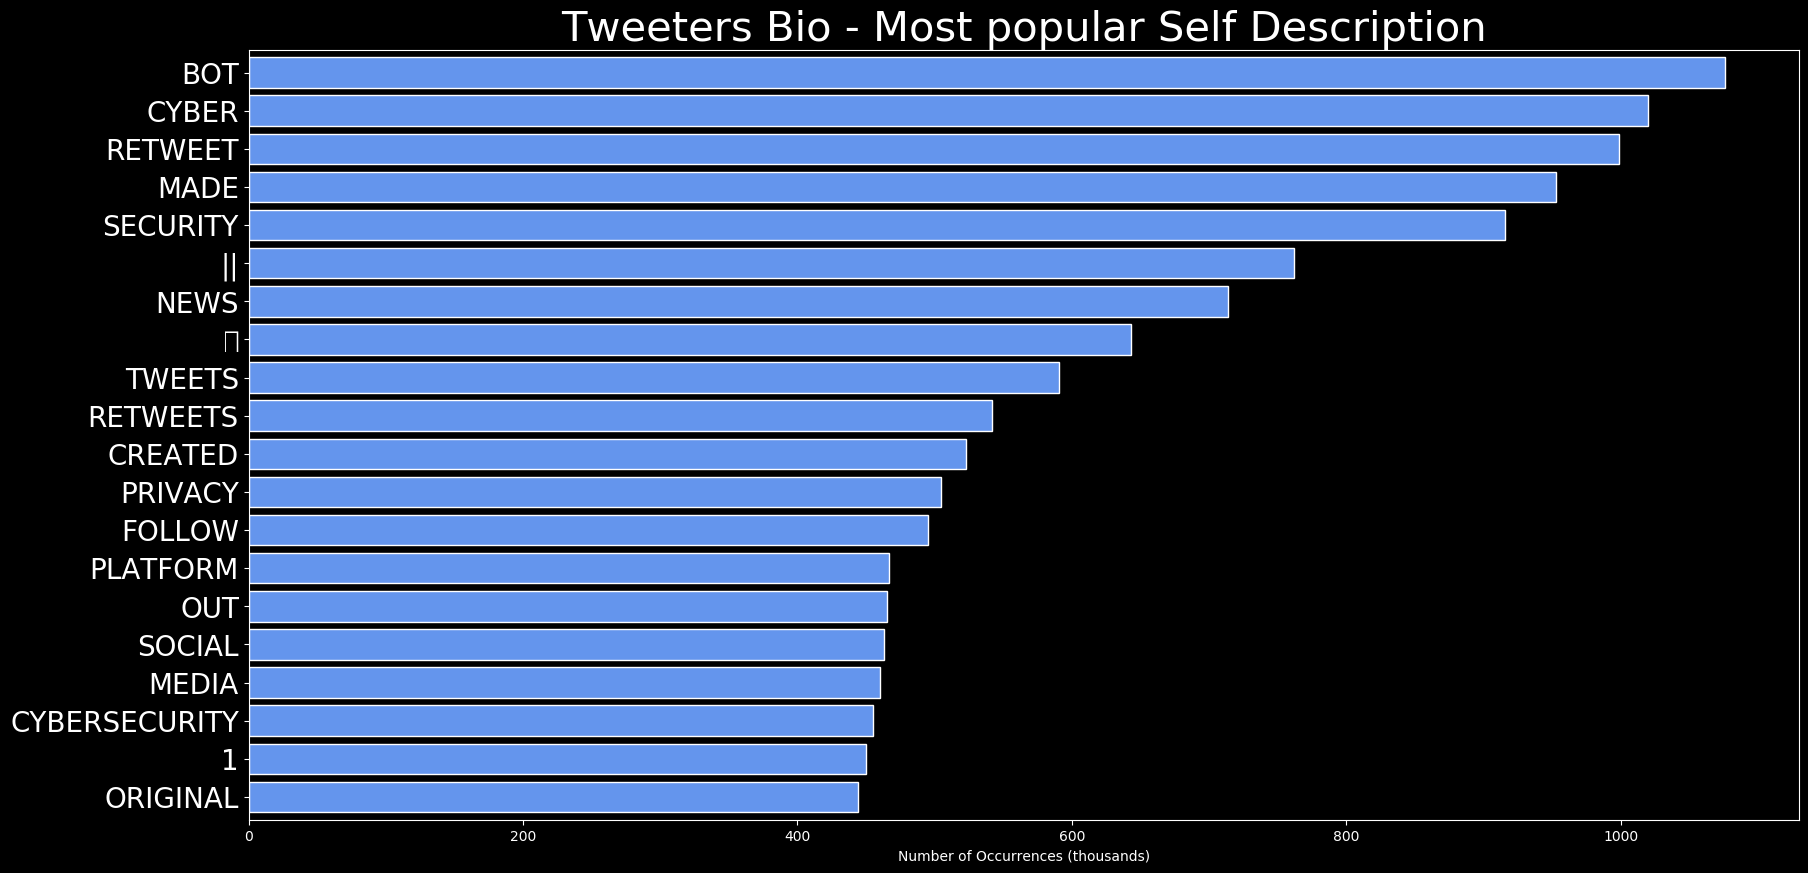 Tweeters Bio - Most popular Self Description
BOT
CYBER
RETWEET
MADE
SECURITY
||
NEWS
TWEETS
RETWEETS
CREATED
PRIVACY
FOLLOW
PLATFORM
OUT
SOCIAL
MEDIA
CYBERSECURITY
1
ORIGINAL
0 200 400 600 800 1000
Number of Occurrences (thousands)